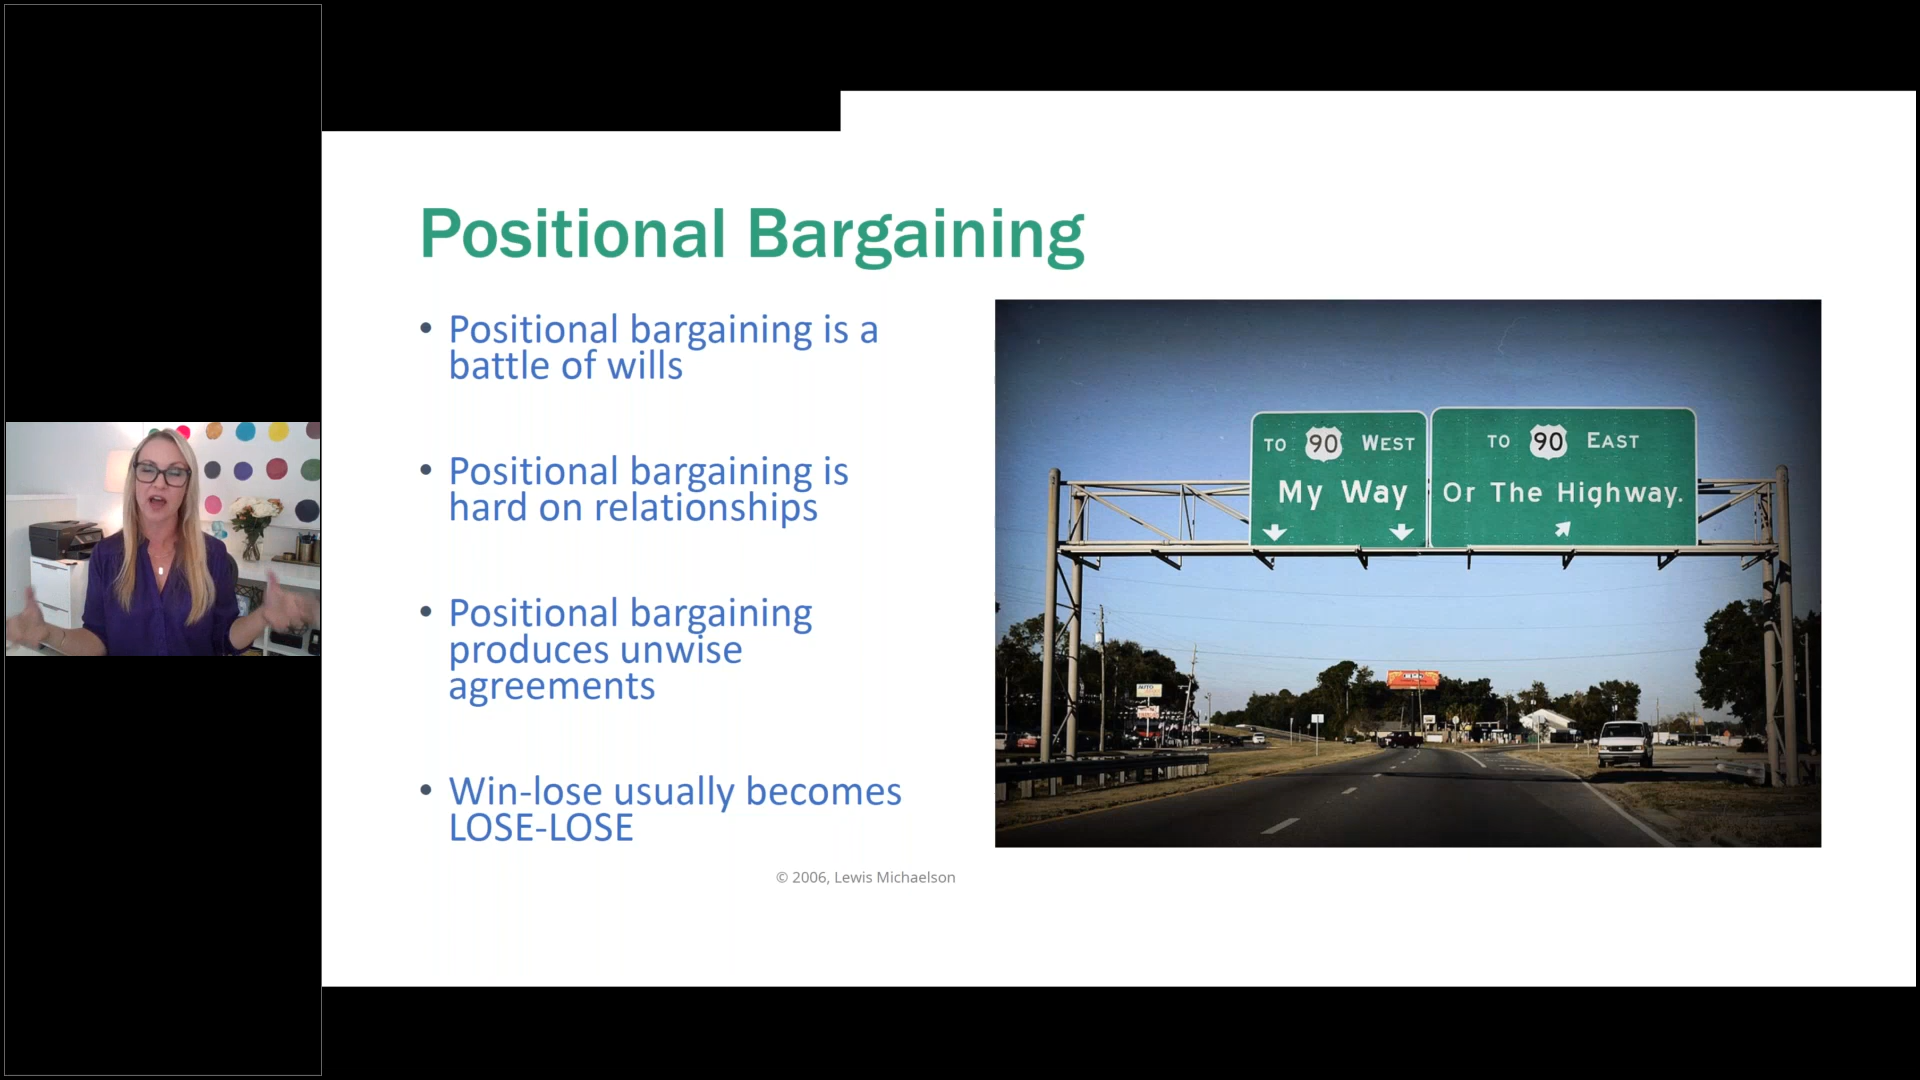 Positional Bargaining
• Positional bargaining is a
battle of wills
• Positional bargaining is
hard on relationships
• Positional bargaining
produces unwise
agreements
• Win-lose usually becomes
LOSE-LOSE
© 2006, Lewis Michaelson
TO 90 WEST
My Way
TO 90 EAST
Or The Highway.